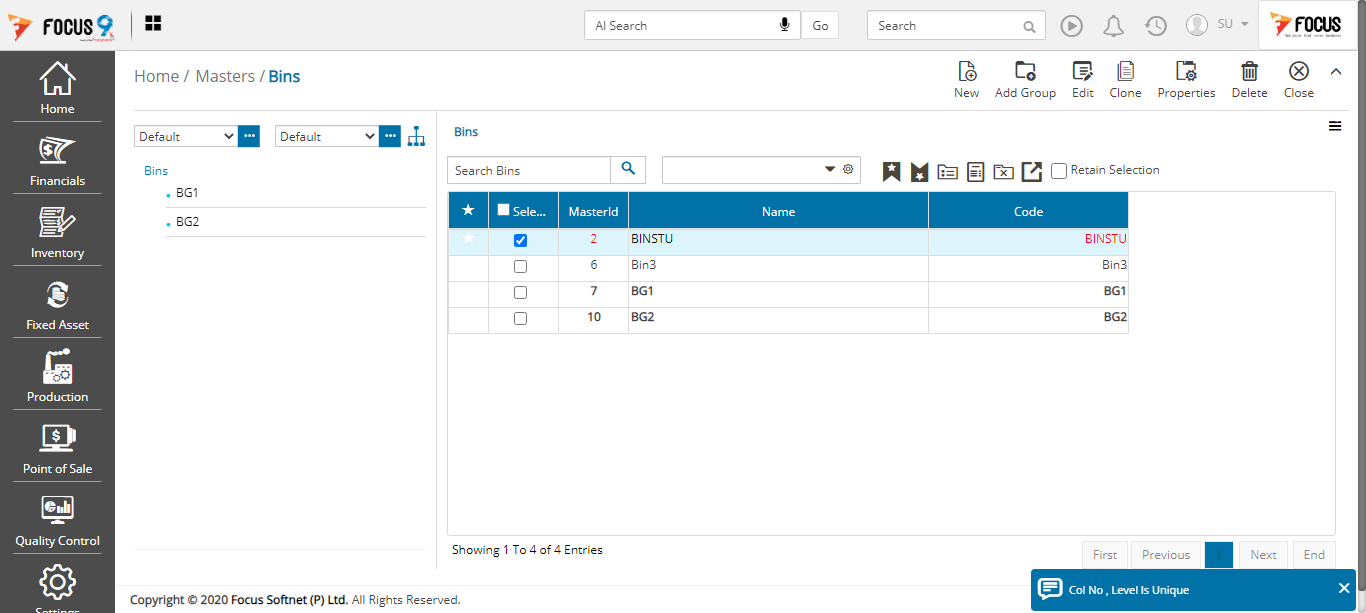 FOCUS 9
AI Search
Go
Search
SU
FOCUS
Home / Masters / Bins
New
Add Group
Edit
Clone
Properties
Delete
Close
Home
Financials
Inventory
Fixed Asset
Production
Point of Sale
Quality Control
Settings
Default
Default
Bins
BG1
BG2
Bins
Search Bins
Retain Selection
Sele... MasterId Name Code
2 BINSTU BINSTU
6 Bin3 Bin3
7 BG1 BG1
10 BG2 BG2
Showing 1 To 4 of 4 Entries
First Previous 1 Next End
Col No , Level Is Unique
Copyright © 2020 Focus Softnet (P) Ltd. All Rights Reserved.